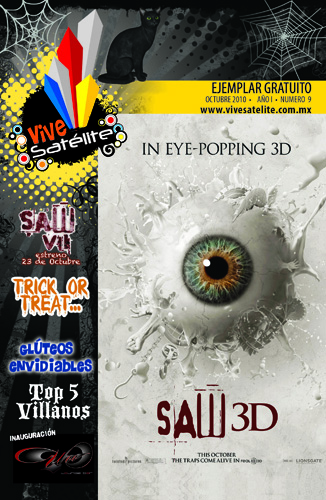 EJEMPLAR GRATUITO
OCTUBRE 2010 • AÑO I • NUMERO 9
www.vivesatelite.com.mx
Vive
Satélite
IN EYE-POPPING 3D
SAW
VII
estreno
23 de Octubre
TRICK OR
TREAT...
GLÚTEOS
ENVIDIABLES
Top 5
Villanos
INAUGURACIÓN
SAW 3D
THIS OCTOBER
THE TRAPS COME ALIVE IN
LIONSGATE